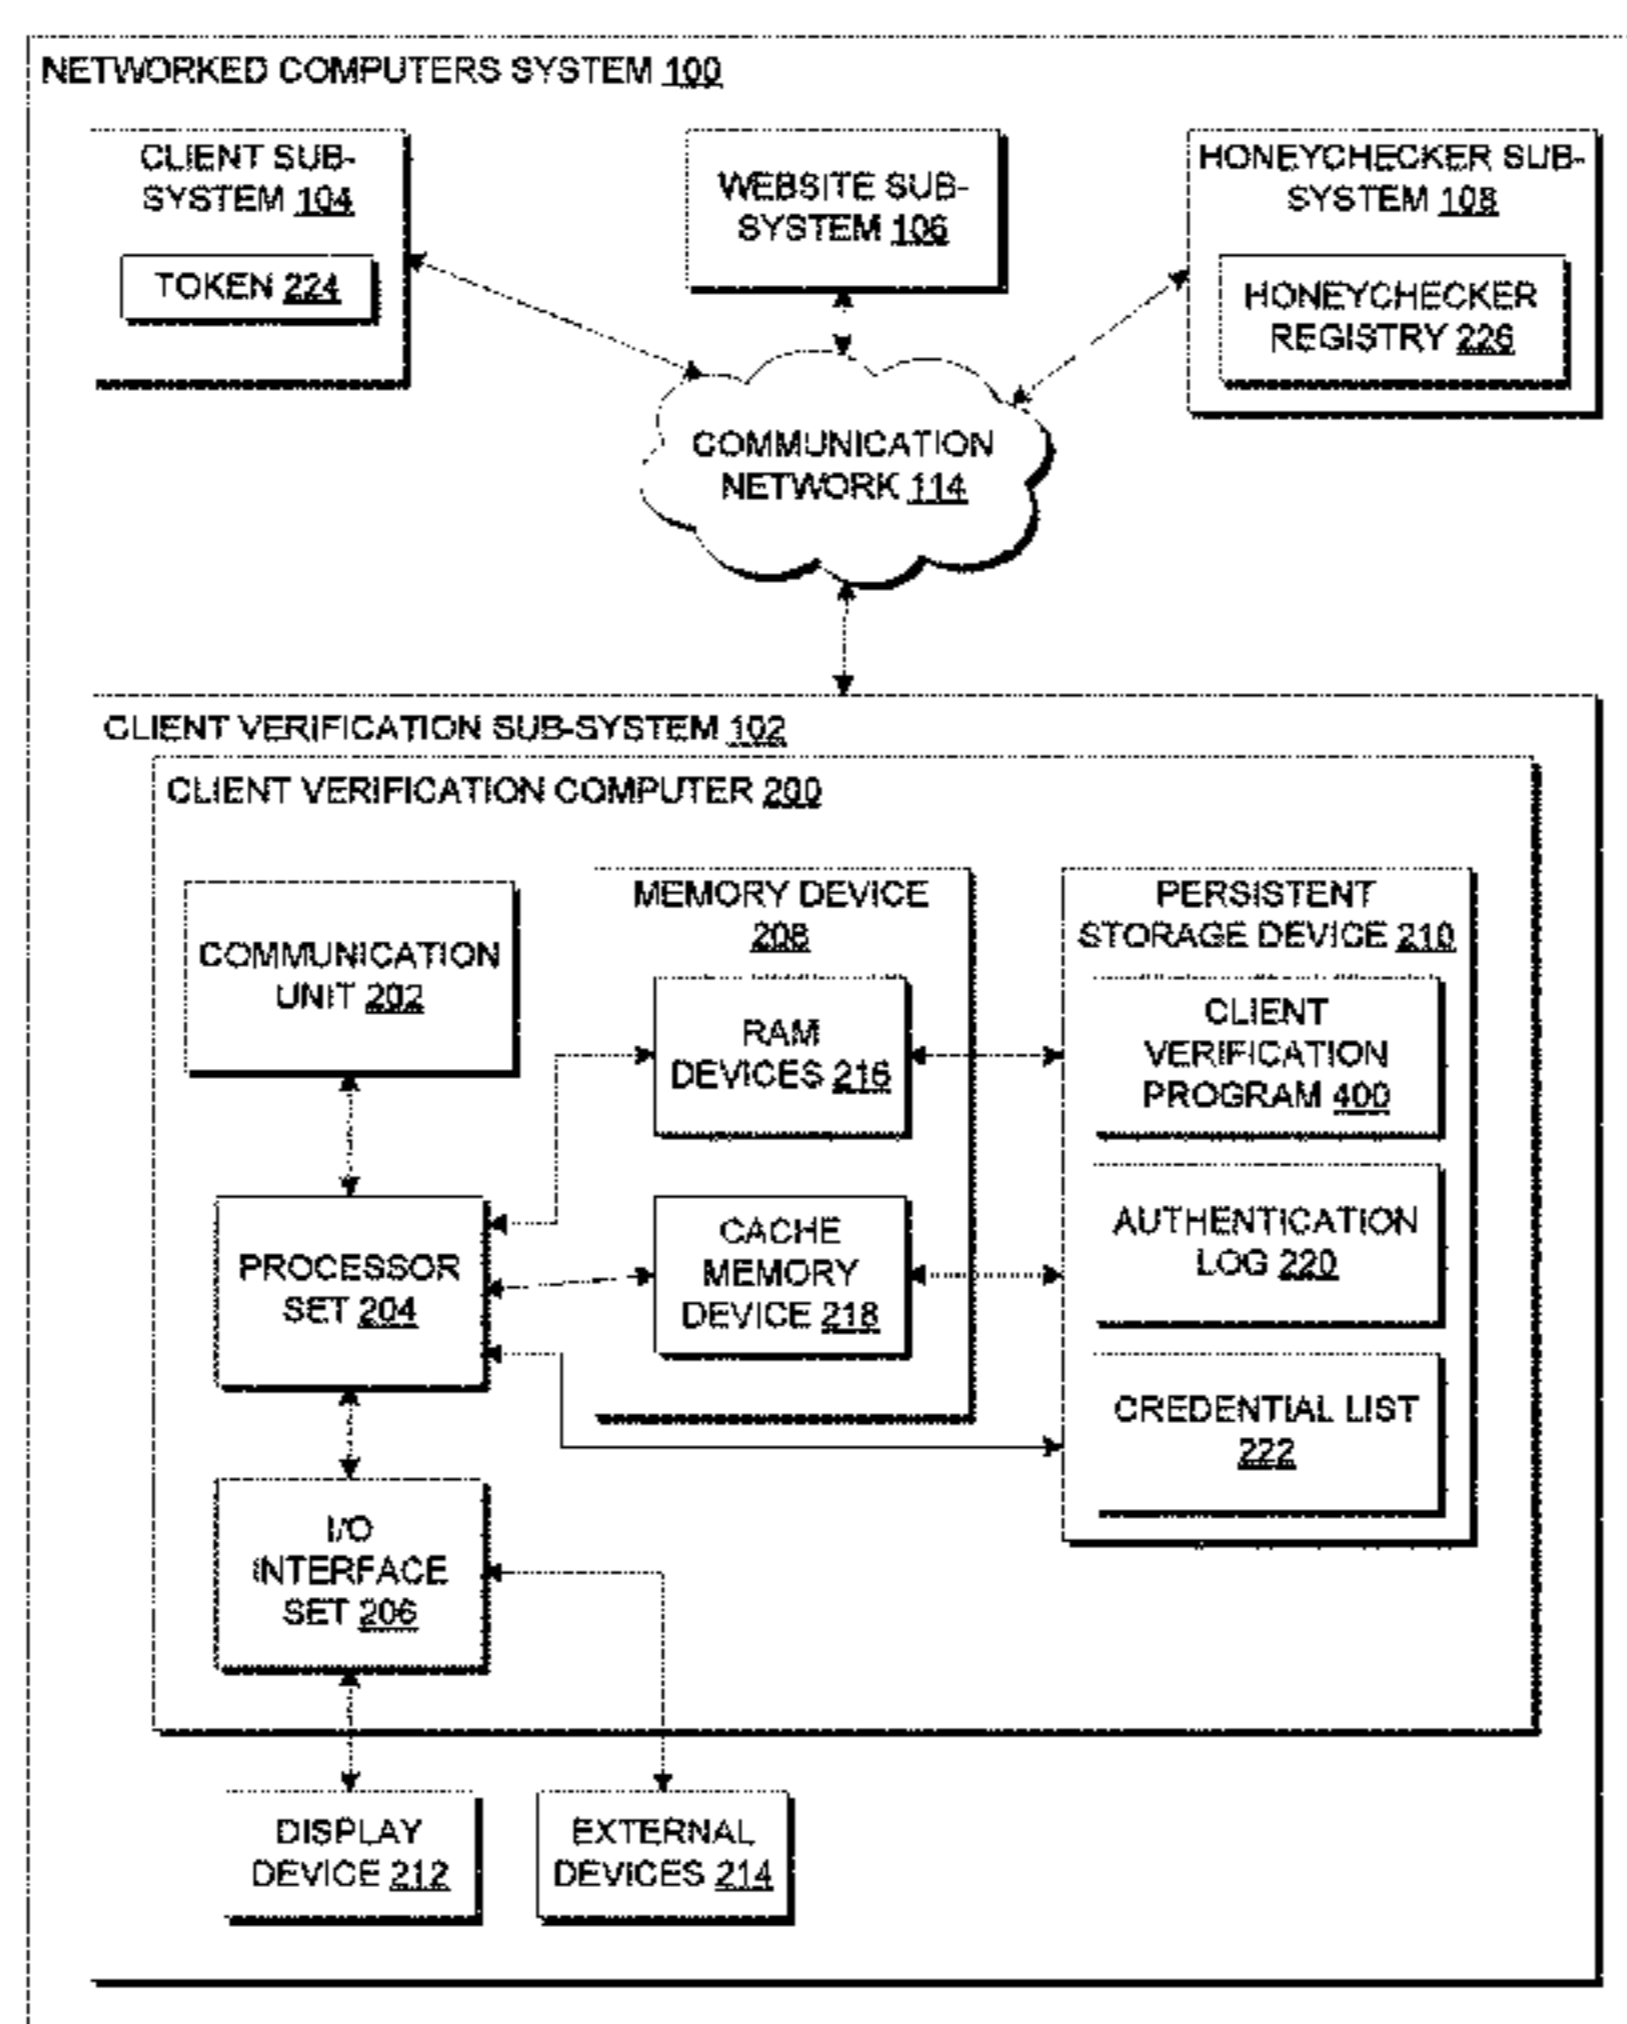 NETWORKED COMPUTERS SYSTEM 100
CLIENT SUB-
SYSTEM 104
TOKEN 224
WEBSITE SUB-
SYSTEM 106
HONEYCHECKER SUB-
SYSTEM 108
HONEYCHECKER
REGISTRY 226
COMMUNICATION
NETWORK 114
CLIENT VERIFICATION SUB-SYSTEM 102
CLIENT VERIFICATION COMPUTER 200
COMMUNICATION
UNIT 202
PROCESSOR
SET 204
I/O
INTERFACE
SET 206
MEMORY DEVICE
208
RAM
DEVICES 216
CACHE
MEMORY
DEVICE 218
PERSISTENT
STORAGE DEVICE 210
CLIENT
VERIFICATION
PROGRAM 400
AUTHENTICATION
LOG 220
CREDENTIAL LIST
222
DISPLAY
DEVICE 212
EXTERNAL
DEVICES 214